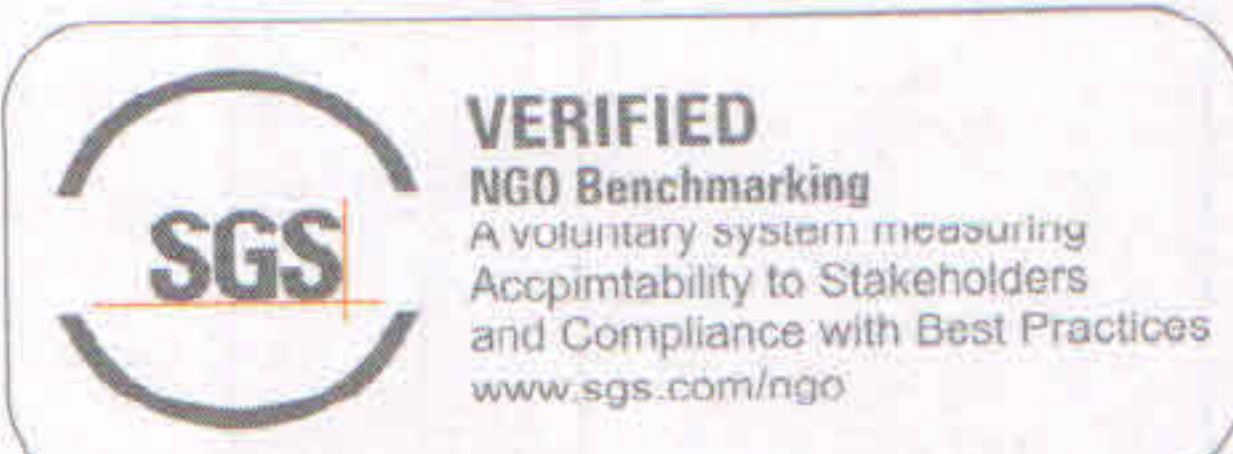 SGS
VERIFIED
NGO Benchmarking
A voluntary system measuring
Accpimtability to Stakeholders
and Compliance with Best Practices
www.sgs.com/ngo